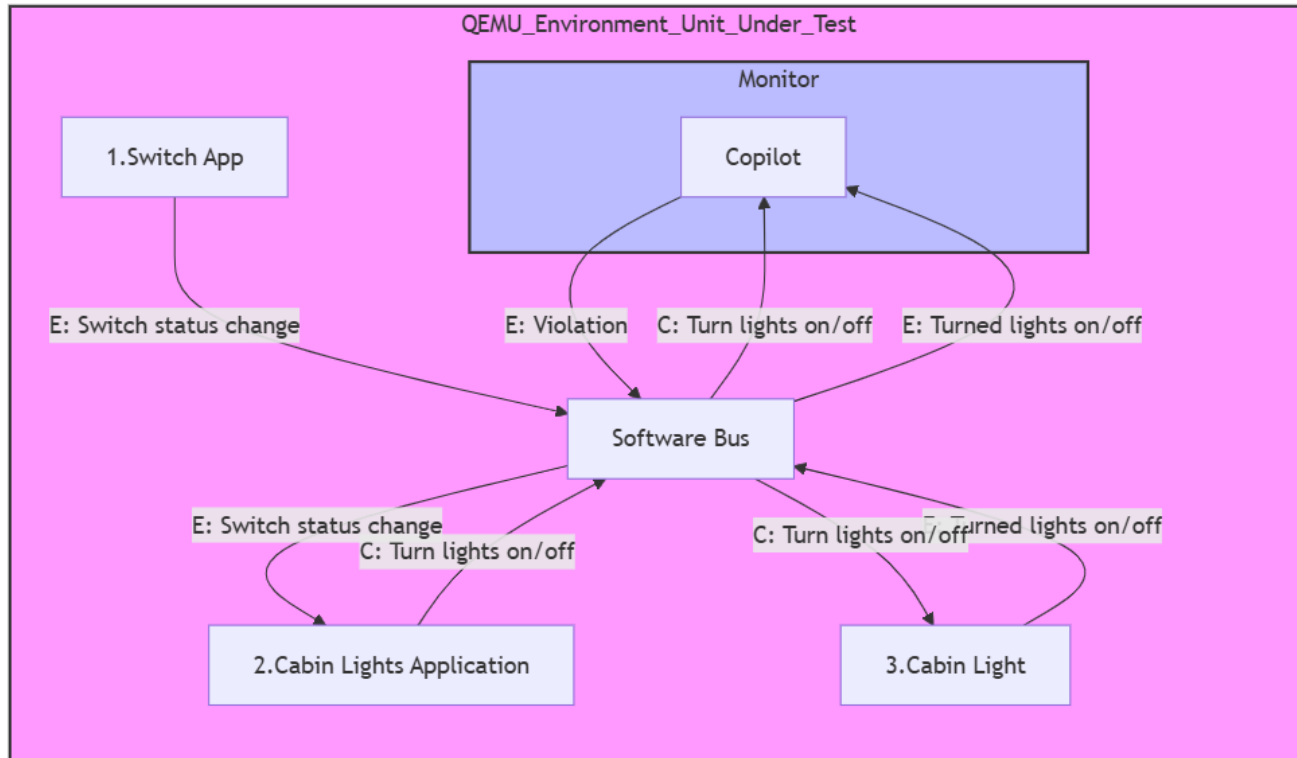 QEMU_Environment_Unit_Under_Test
Monitor
1.Switch App
Copilot
E: Switch status change
E: Violation
C: Turn lights on/off
E: Turned lights on/off
Software Bus
E: Switch status change
C: Turn lights on/off
C: Turn lights on/off
Turned lights on/off
2.Cabin Lights Application
3.Cabin Light